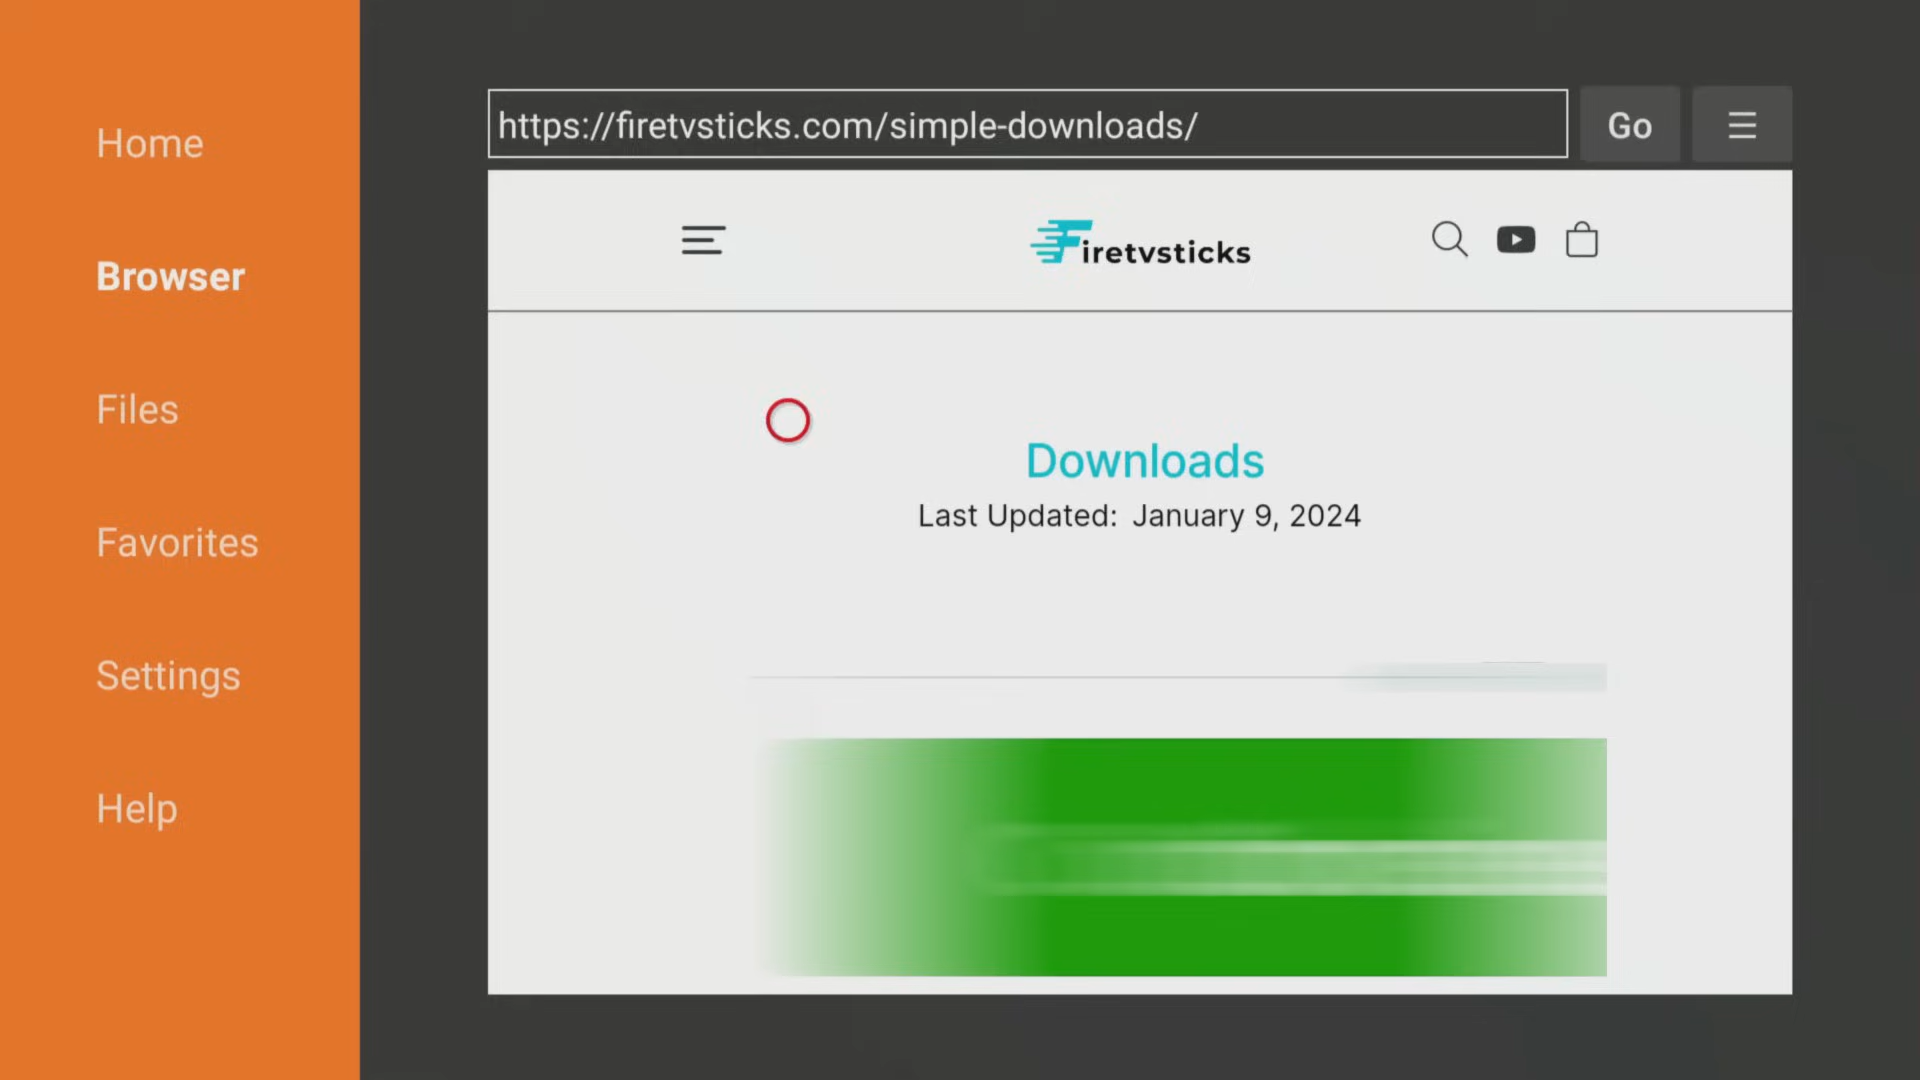 Home
Browser
Files
Favorites
Settings
Help
https://firetvsticks.com/simple-downloads/
Go
Firetvsticks
Downloads
Last Updated: January 9, 2024